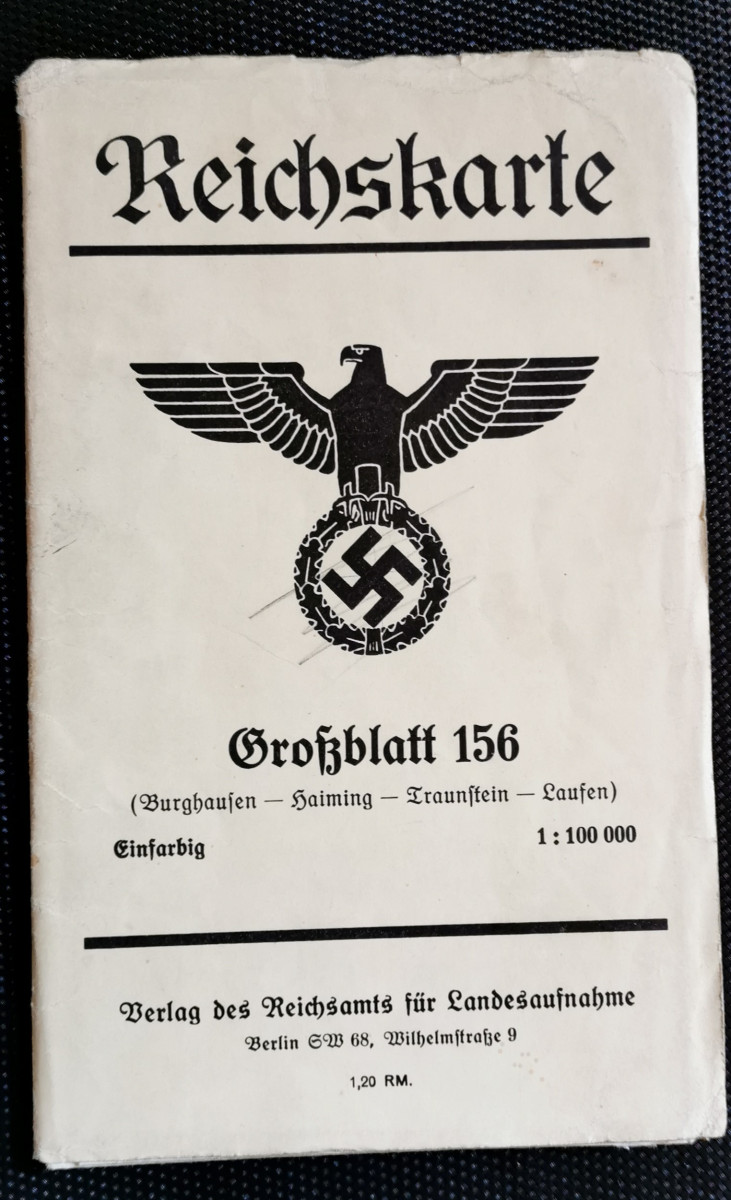 Reichskarte
Großblatt 156
(Burghausen — Haiming — Traunstein — Laufen)
Einfarbig
1 : 100 000
Verlag des Reichsamts für Landesaufnahme
Berlin SW 68, Wilhelmstraße 9
1,20 RM.